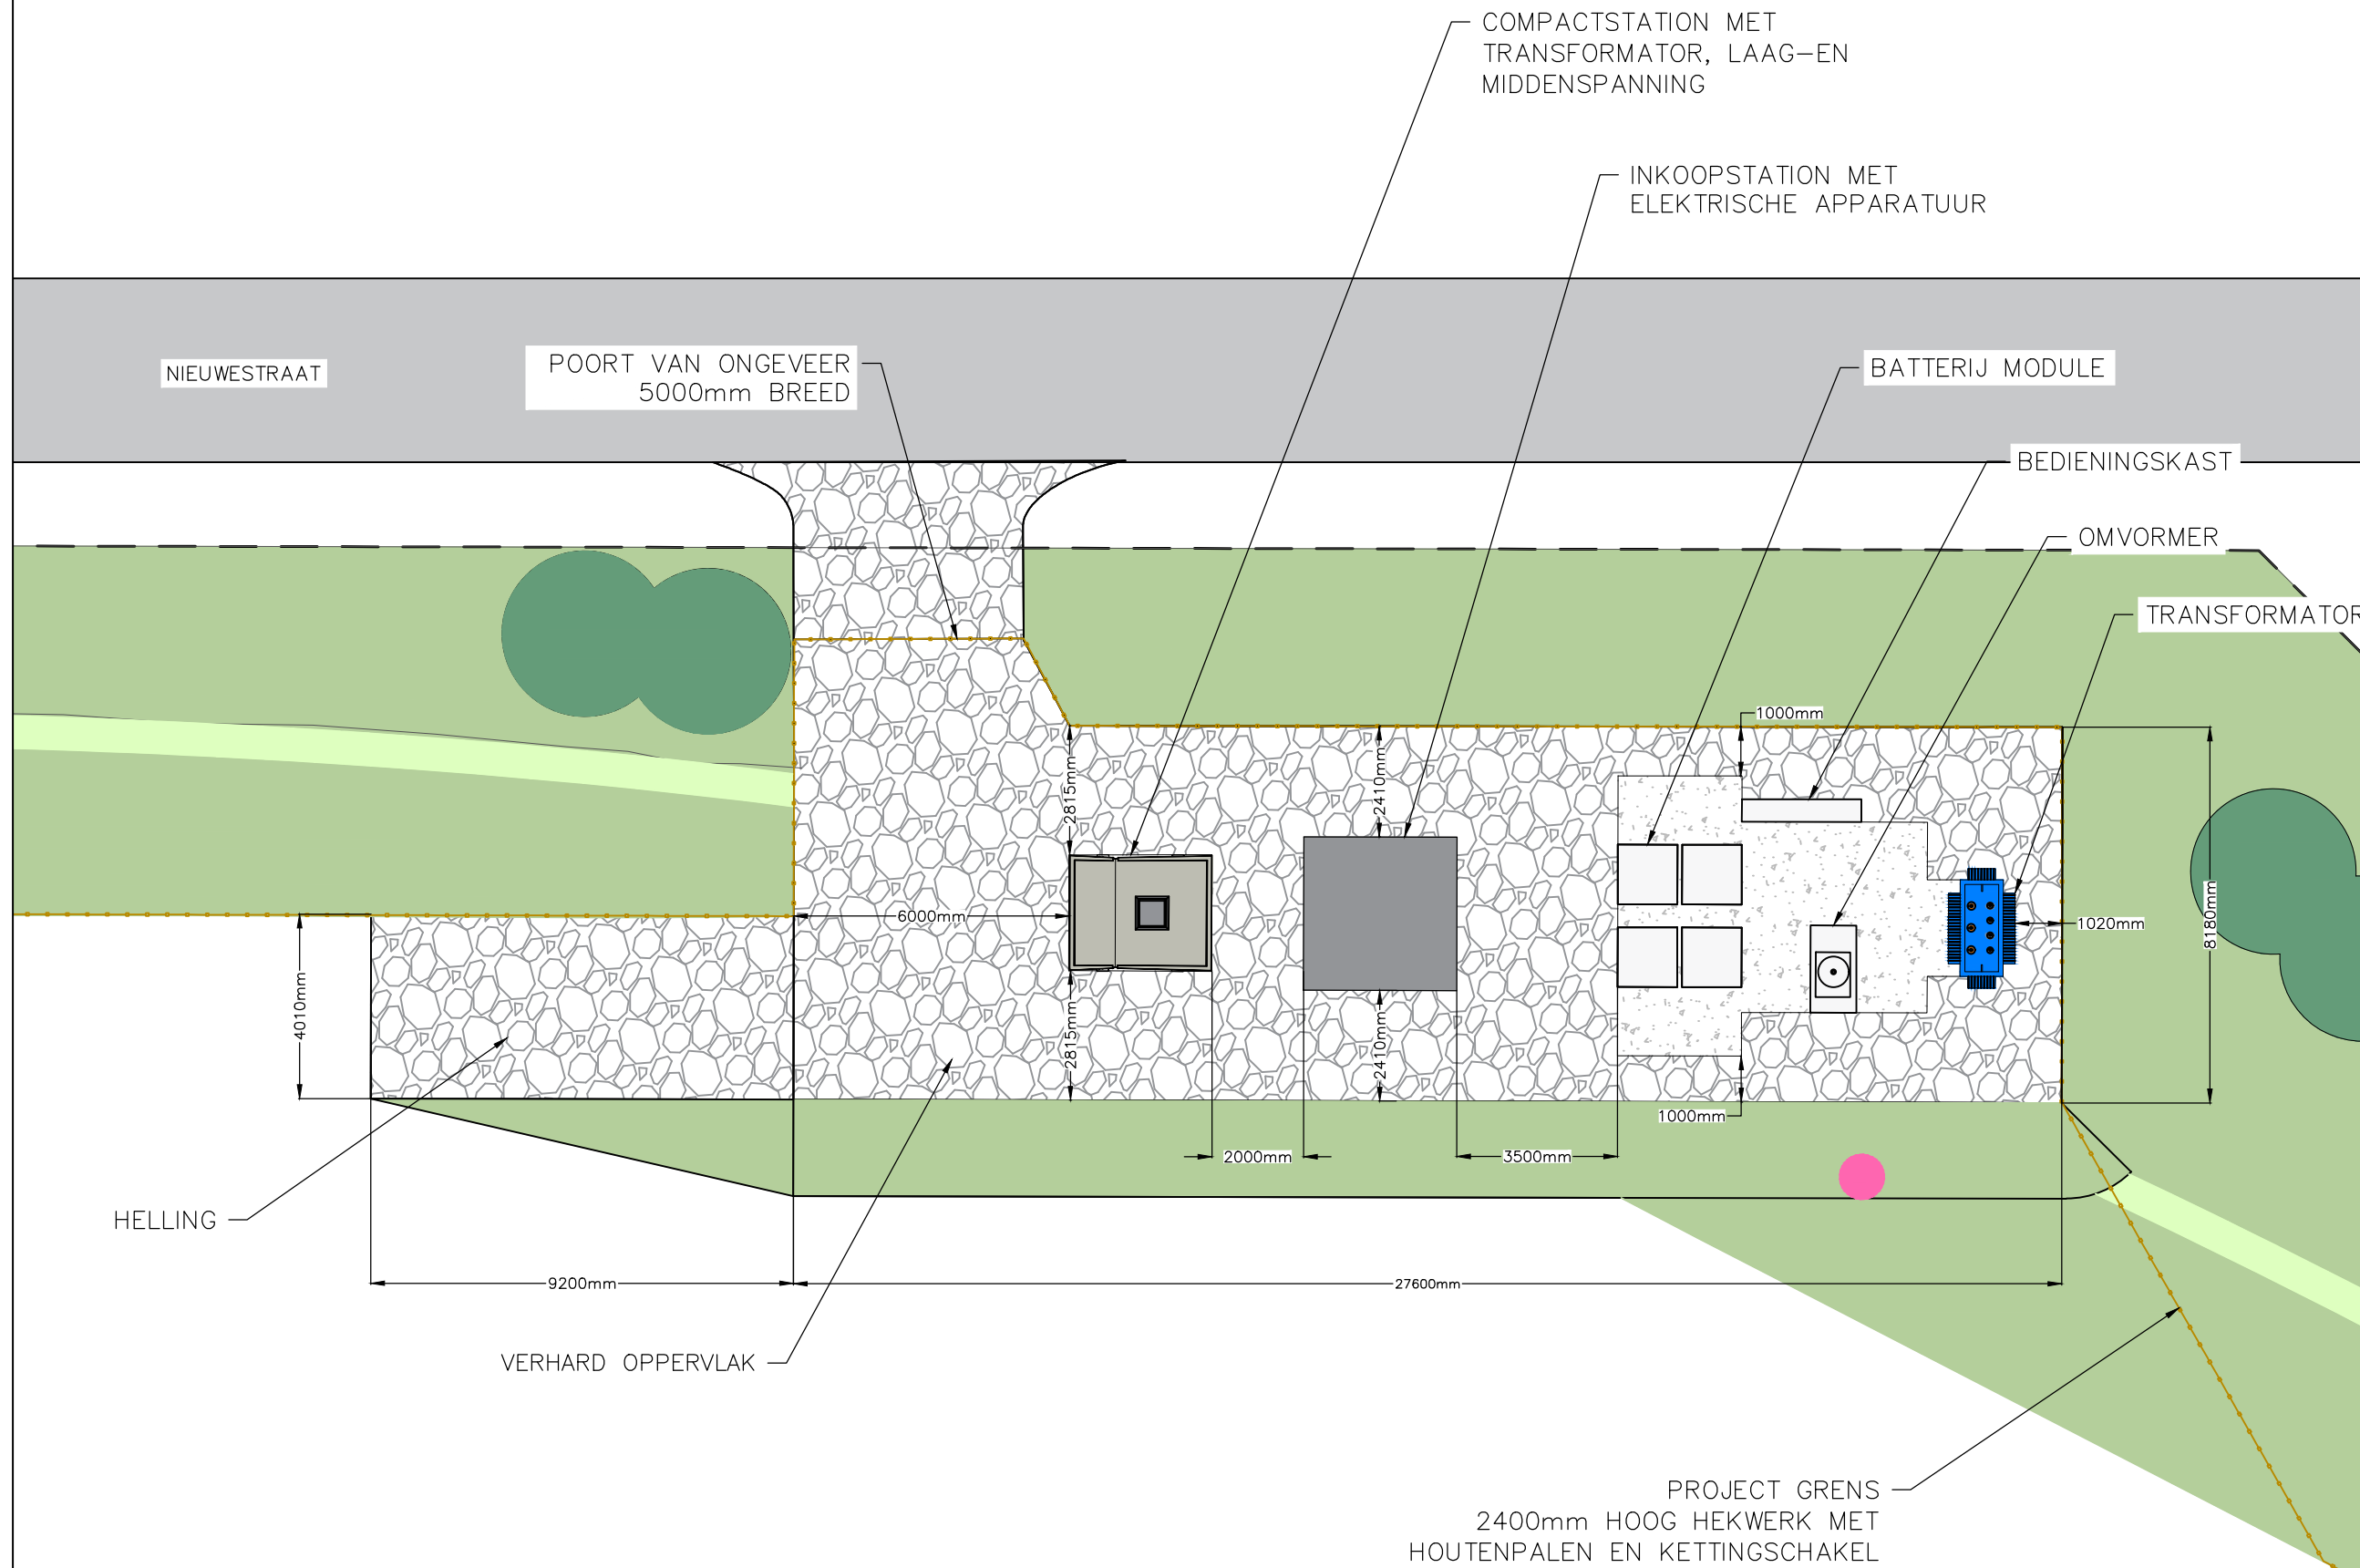 COMPACTSTATION MET
TRANSFORMATOR, LAAG-EN
MIDDENSPANNING
INKOOPSTATION MET
ELEKTRISCHE APPARATUUR
NIEUWESTRAAT
POORT VAN ONGEVEER
5000mm BREED
BATTERIJ MODULE
BEDIENINGSKAST
OMVORMER
TRANSFORMATOR
1000mm
2815mm
2410mm
6000mm
1020mm
8180mm
4010mm
2815mm
2410mm
1000mm
2000mm
3500mm
HELLING
9200mm
27600mm
VERHARD OPPERVLAK
PROJECT GRENS
2400mm HOOG HEKWERK MET
HOUTENPALEN EN KETTINGSCHAKEL